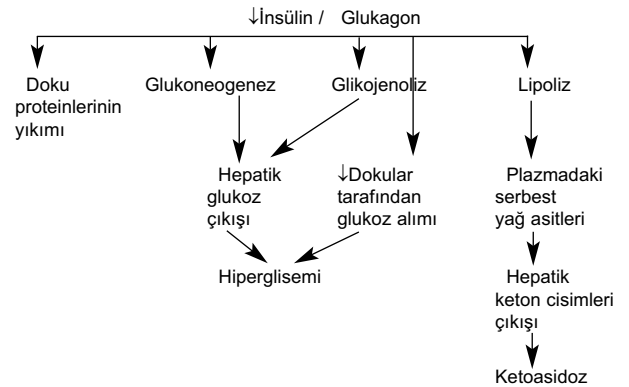 ↓İnsülin / Glukagon
Doku
proteinlerinin
yıkımı
Glukoneogenez
Glikojenoliz
Lipoliz
Hepatik
glukoz
çıkışı
↓Dokular
tarafından
glukoz alımı
Plazmadaki
serbest
yağ asitleri
Hiperglisemi
Hepatik
keton cisimleri
çıkışı
Ketoasidoz